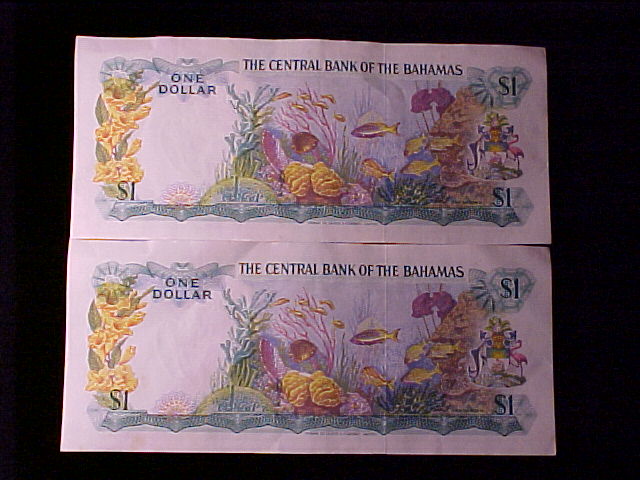 THE CENTRAL BANK OF THE BAHAMAS
ONE
DOLLAR
$1
$1
$1
THE CENTRAL BANK OF THE BAHAMAS
ONE
DOLLAR
$1
$1
$1